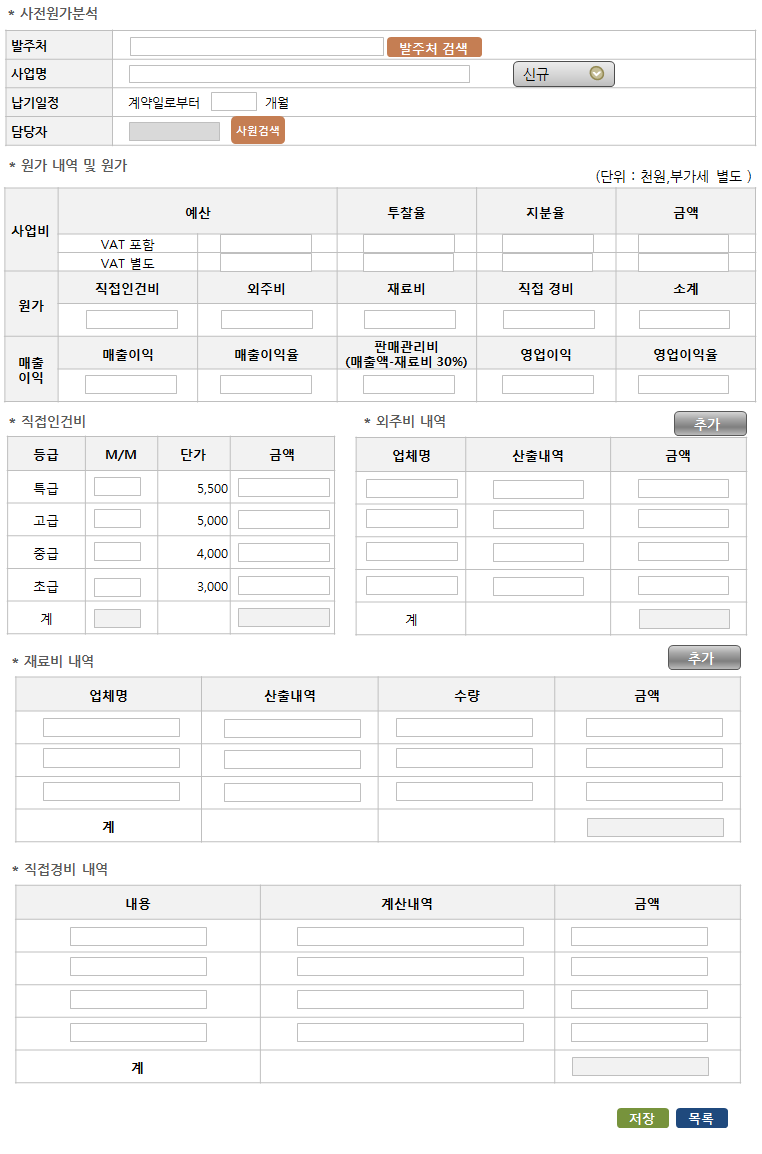 * 사전원가분석
발주처 발주처 검색
사업명 신규
납기일정 계약일로부터 개월
담당자 사원검색
* 원가 내역 및 원가
(단위 : 천원,부가세 별도 )
사업비 예산 투찰율 지분율 금액
VAT 포함
VAT 별도
원가 직접인건비 외주비 재료비 직접 경비 소계
매출
이익
매출이익 매출이익율 판매관리비
(매출액-재료비 30%)
영업이익 영업이익율
* 직접인건비
등급 M/M 단가 금액
특급 5,500
고급 5,000
중급 4,000
초급 3,000
계
* 외주비 내역 추가
업체명 산출내역 금액
계
* 재료비 내역 추가
업체명 산출내역 수량 금액
계
* 직접경비 내역
내용 계산내역 금액
계
저장 목록